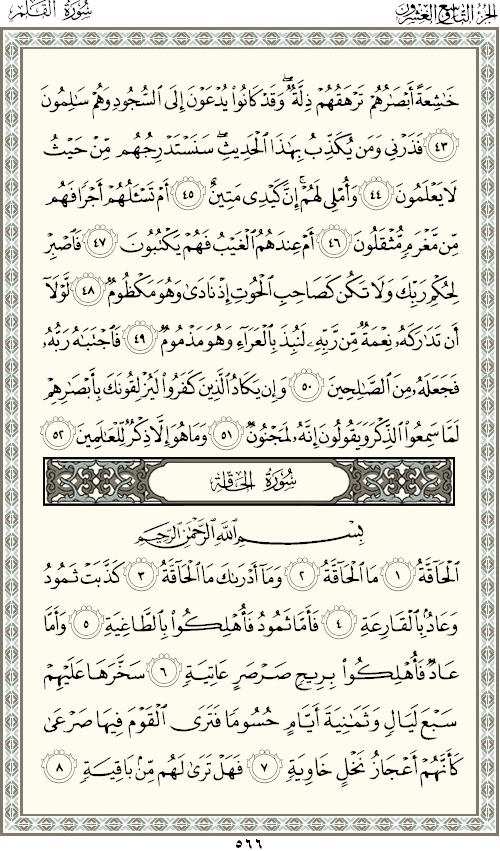 الجزء التاسع والعشرون سورة القلم
خَٰشِعَةً أَبْصَٰرُهُمْ تَرْهَقُهُمْ ذِلَّةٌ ۖ وَقَدْ كَانُوا۟ يُدْعَوْنَ إِلَى ٱلسُّجُودِ وَهُمْ سَٰلِمُونَ
٤٣ فَذَرْنِى وَمَن يُكَذِّبُ بِهَٰذَا ٱلْحَدِيثِ ۖ سَنَسْتَدْرِجُهُم مِّنْ حَيْثُ
لَا يَعْلَمُونَ ٤٤ وَأُمْلِى لَهُمْ ۚ إِنَّ كَيْدِى مَتِينٌ ٤٥ أَمْ تَسْـَٔلُهُمْ أَجْرًا فَهُم
مِّن مَّغْرَمٍ مُّثْقَلُونَ ٤٦ أَمْ عِندَهُمُ ٱلْغَيْبُ فَهُمْ يَكْتُبُونَ ٤٧ فَٱصْبِرْ
لِحُكْمِ رَبِّكَ وَلَا تَكُن كَصَاحِبِ ٱلْحُوتِ إِذْ نَادَىٰ وَهُوَ مَكْظُومٌ ٤٨ لَّوْلَآ
أَن تَدَٰرَكَهُۥ نِعْمَةٌ مِّن رَّبِّهِۦ لَنُبِذَ بِٱلْعَرَآءِ وَهُوَ مَذْمُومٌ ٤٩ فَٱجْتَبَٰهُ رَبُّهُۥ
فَجَعَلَهُۥ مِنَ ٱلصَّٰلِحِينَ ٥٠ وَإِن يَكَادُ ٱلَّذِينَ كَفَرُوا۟ لَيُزْلِقُونَكَ بِأَبْصَٰرِهِمْ
لَمَّا سَمِعُوا۟ ٱلذِّكْرَ وَيَقُولُونَ إِنَّهُۥ لَمَجْنُونٌ ٥١ وَمَا هُوَ إِلَّا ذِكْرٌ لِّلْعَٰلَمِينَ ٥٢
سُورَةُ الحَاقَّةِ
بِسْمِ ٱللَّهِ ٱلرَّحْمَٰنِ ٱلرَّحِيمِ
ٱلْحَآقَّةُ ١ مَا ٱلْحَآقَّةُ ٢ وَمَآ أَدْرَىٰكَ مَا ٱلْحَآقَّةُ ٣ كَذَّبَتْ ثَمُودُ
وَعَادٌۢ بِٱلْقَارِعَةِ ٤ فَأَمَّا ثَمُودُ فَأُهْلِكُوا۟ بِٱلطَّاغِيَةِ ٥ وَأَمَّا
عَادٌ فَأُهْلِكُوا۟ بِرِيحٍ صَرْصَرٍ عَاتِيَةٍ ٦ سَخَّرَهَا عَلَيْهِمْ
سَبْعَ لَيَالٍ وَثَمَٰنِيَةَ أَيَّامٍ حُسُومًا فَتَرَى ٱلْقَوْمَ فِيهَا صَرْعَىٰ
كَأَنَّهُمْ أَعْجَازُ نَخْلٍ خَاوِيَةٍ ٧ فَهَلْ تَرَىٰ لَهُم مِّنۢ بَاقِيَةٍ ٨
٥٦٦